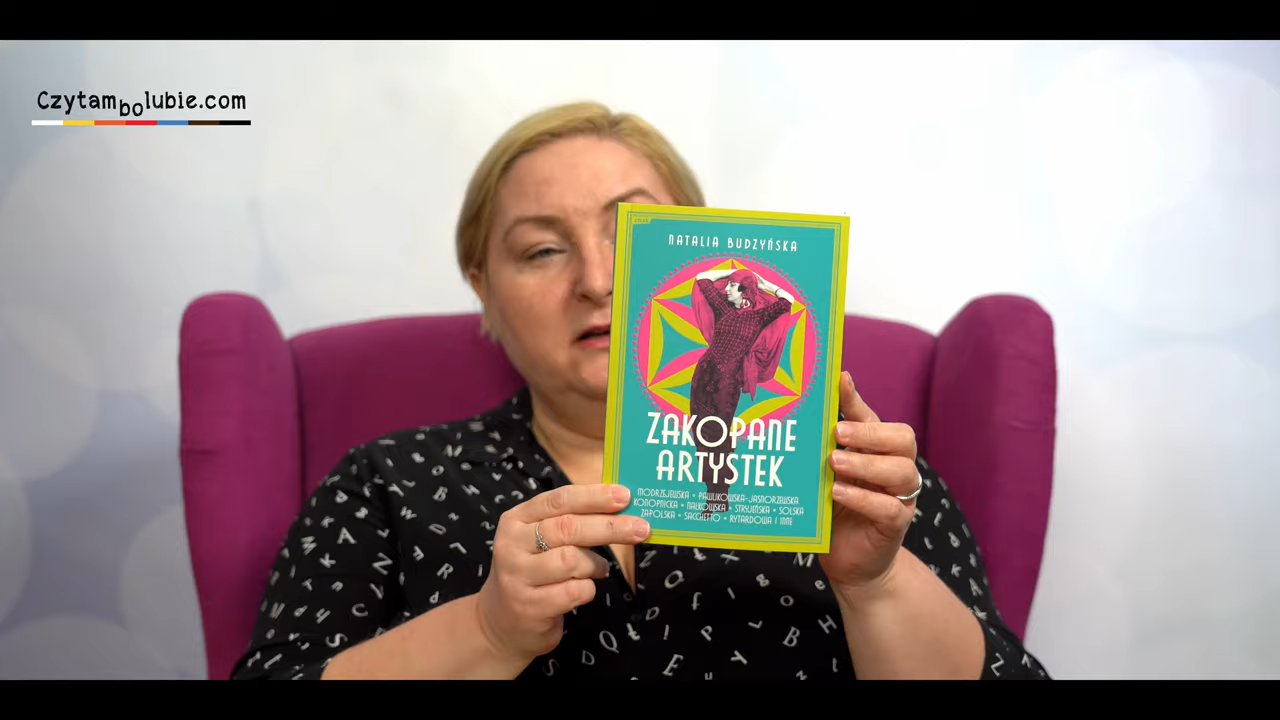 Czytambolubie.com
NATALIA BUDZYŃSKA
ZAKOPANE
ARTYSTEK
MODRZEJEWSKA • PAWLIKOWSKA-JASNORZEWSKA
KONOPNICKA • NAŁKOWSKA • STRYJEŃSKA • SOLSKA
ZAPOLSKA • SACCHETTO • RYTARDOWA I INNE